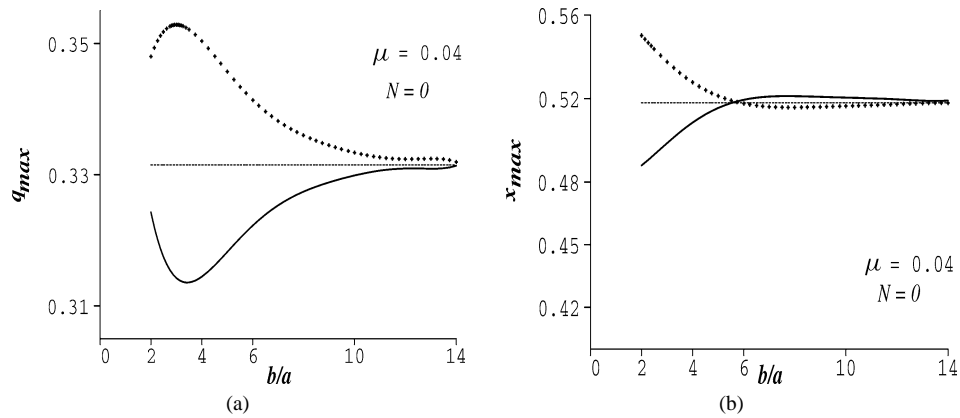 0.35
0.33
0.31
q_max
μ = 0.04
N = 0
0 2 4 6 10 14
b/a
(a)
0.56
0.52
0.48
0.45
0.42
x_max
μ = 0.04
N = 0
0 2 4 6 10 14
b/a
(b)